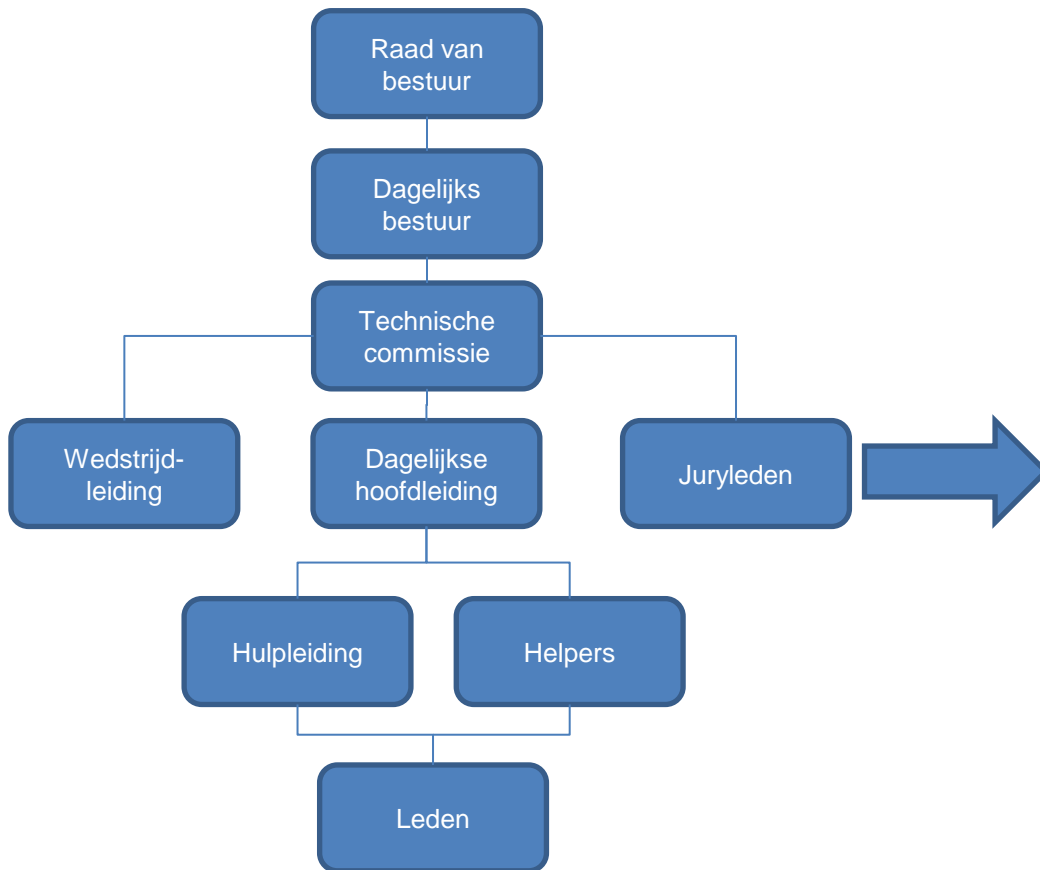 Raad van
bestuur
Dagelijks
bestuur
Technische
commissie
Wedstrijd-
leiding
Dagelijkse
hoofdleiding
Juryleden
Hulpleiding
Helpers
Leden